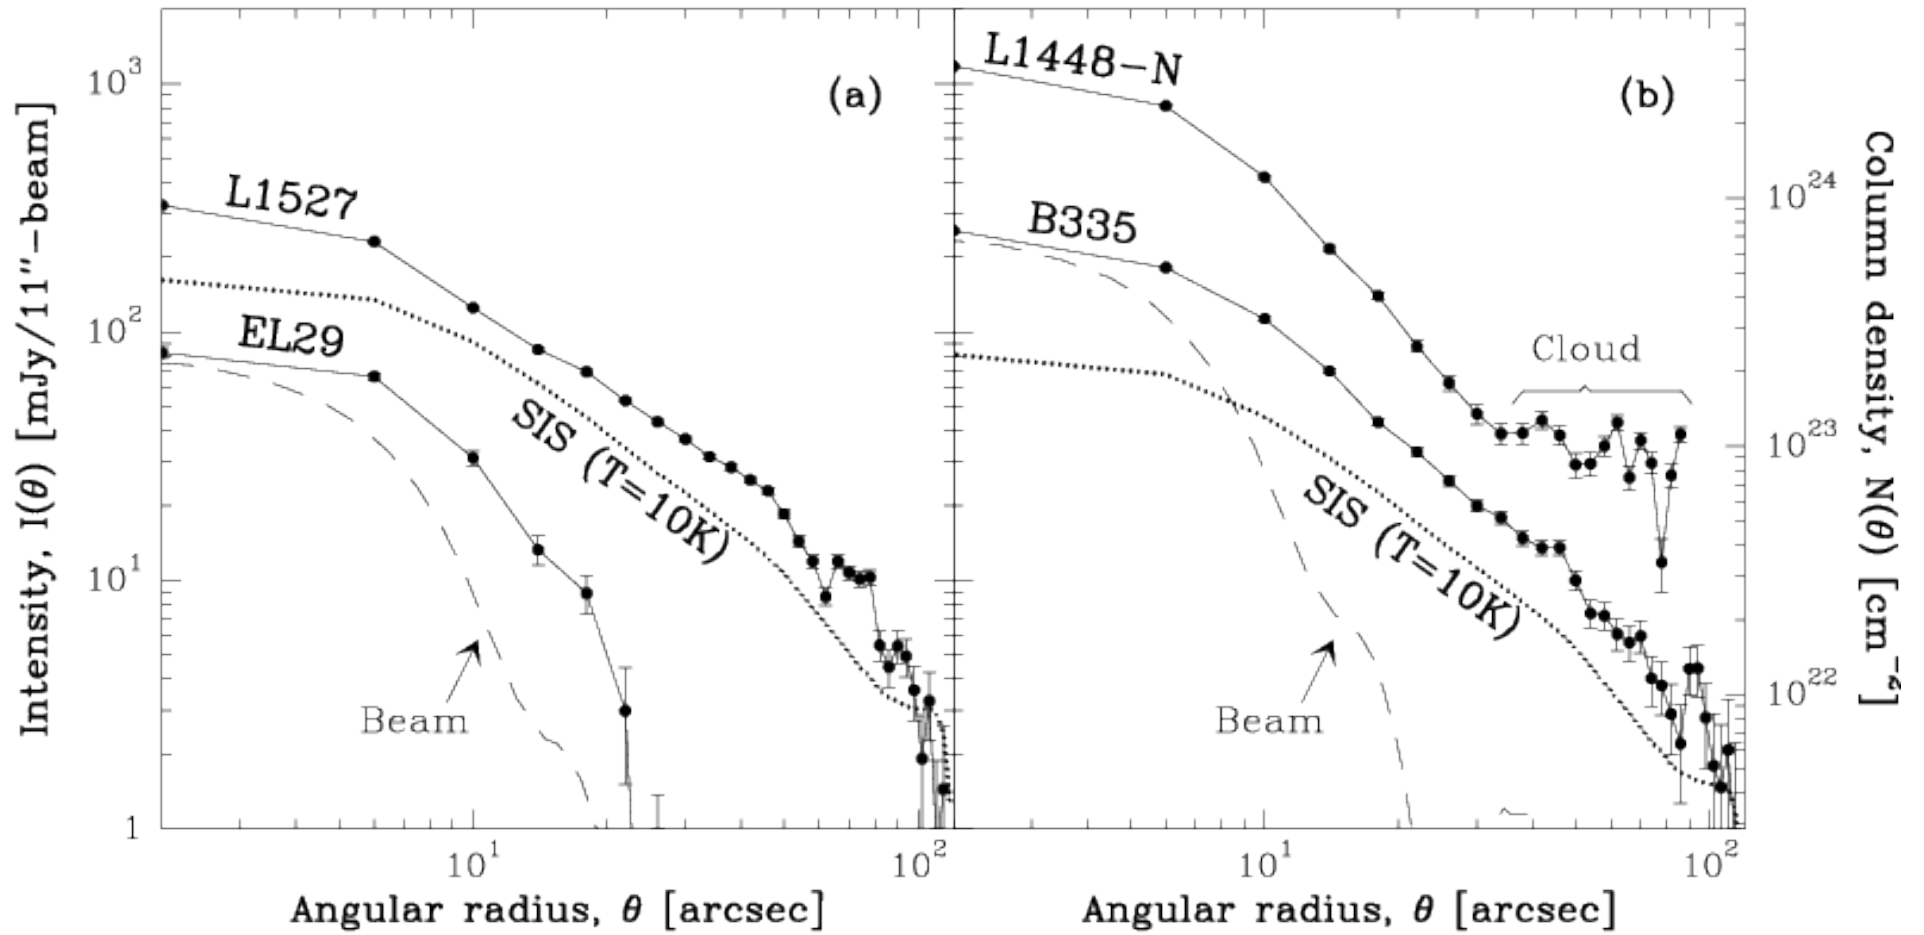 Intensity, I(θ) [mJy/11″−beam]
10³
10²
10¹
1
(a)
L1527
EL29
SIS (T=10K)
Beam
10¹
10²
Angular radius, θ [arcsec]
(b)
L1448−N
B335
Cloud
SIS (T=10K)
Beam
10¹
10²
Angular radius, θ [arcsec]
10²⁴
10²³
10²²
Column density, N(θ) [cm⁻²]